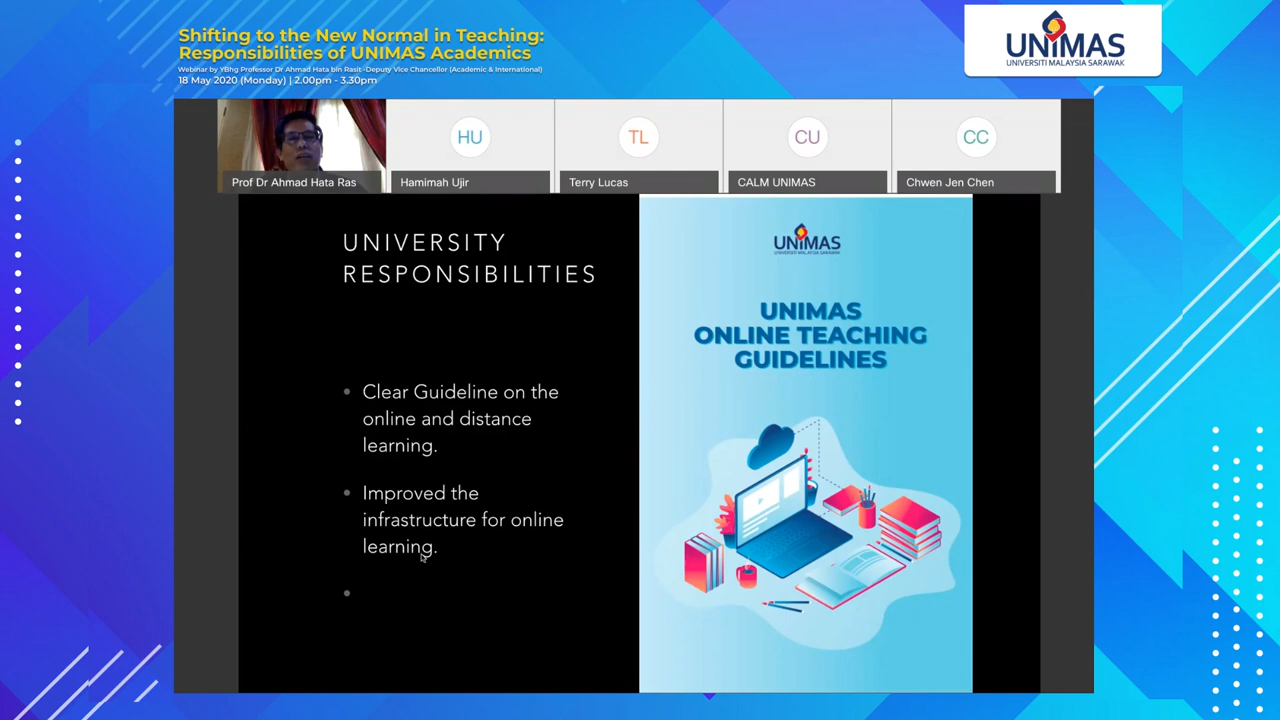 Shifting to the New Normal in Teaching:
Responsibilities of UNIMAS Academics
Webinar by YBhg Professor Dr Ahmad Hata bin Rasit -Deputy Vice Chancellor (Academic & International)
18 May 2020 (Monday) | 2.00pm - 3.30pm
UNIMAS
UNIVERSITI MALAYSIA SARAWAK
HU
TL
CU
CC
Prof Dr Ahmad Hata Ras
Hamimah Ujir
Terry Lucas
CALM UNIMAS
Chwen Jen Chen
UNIVERSITY
RESPONSIBILITIES
Clear Guideline on the
online and distance
learning.
Improved the
infrastructure for online
learning.
UNIMAS
UNIVERSITI MALAYSIA SARAWAK
UNIMAS
ONLINE TEACHING
GUIDELINES